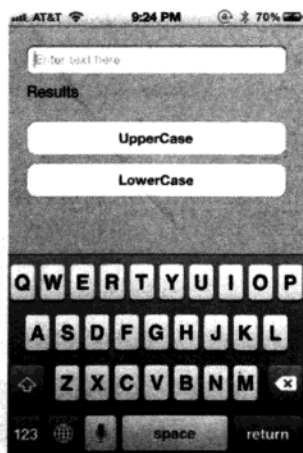 AT&T 9:24 PM 70%
Enter text here
Results
UpperCase
LowerCase
Q W E R T Y U I O P
A S D F G H J K L
Z X C V B N M
123 space return